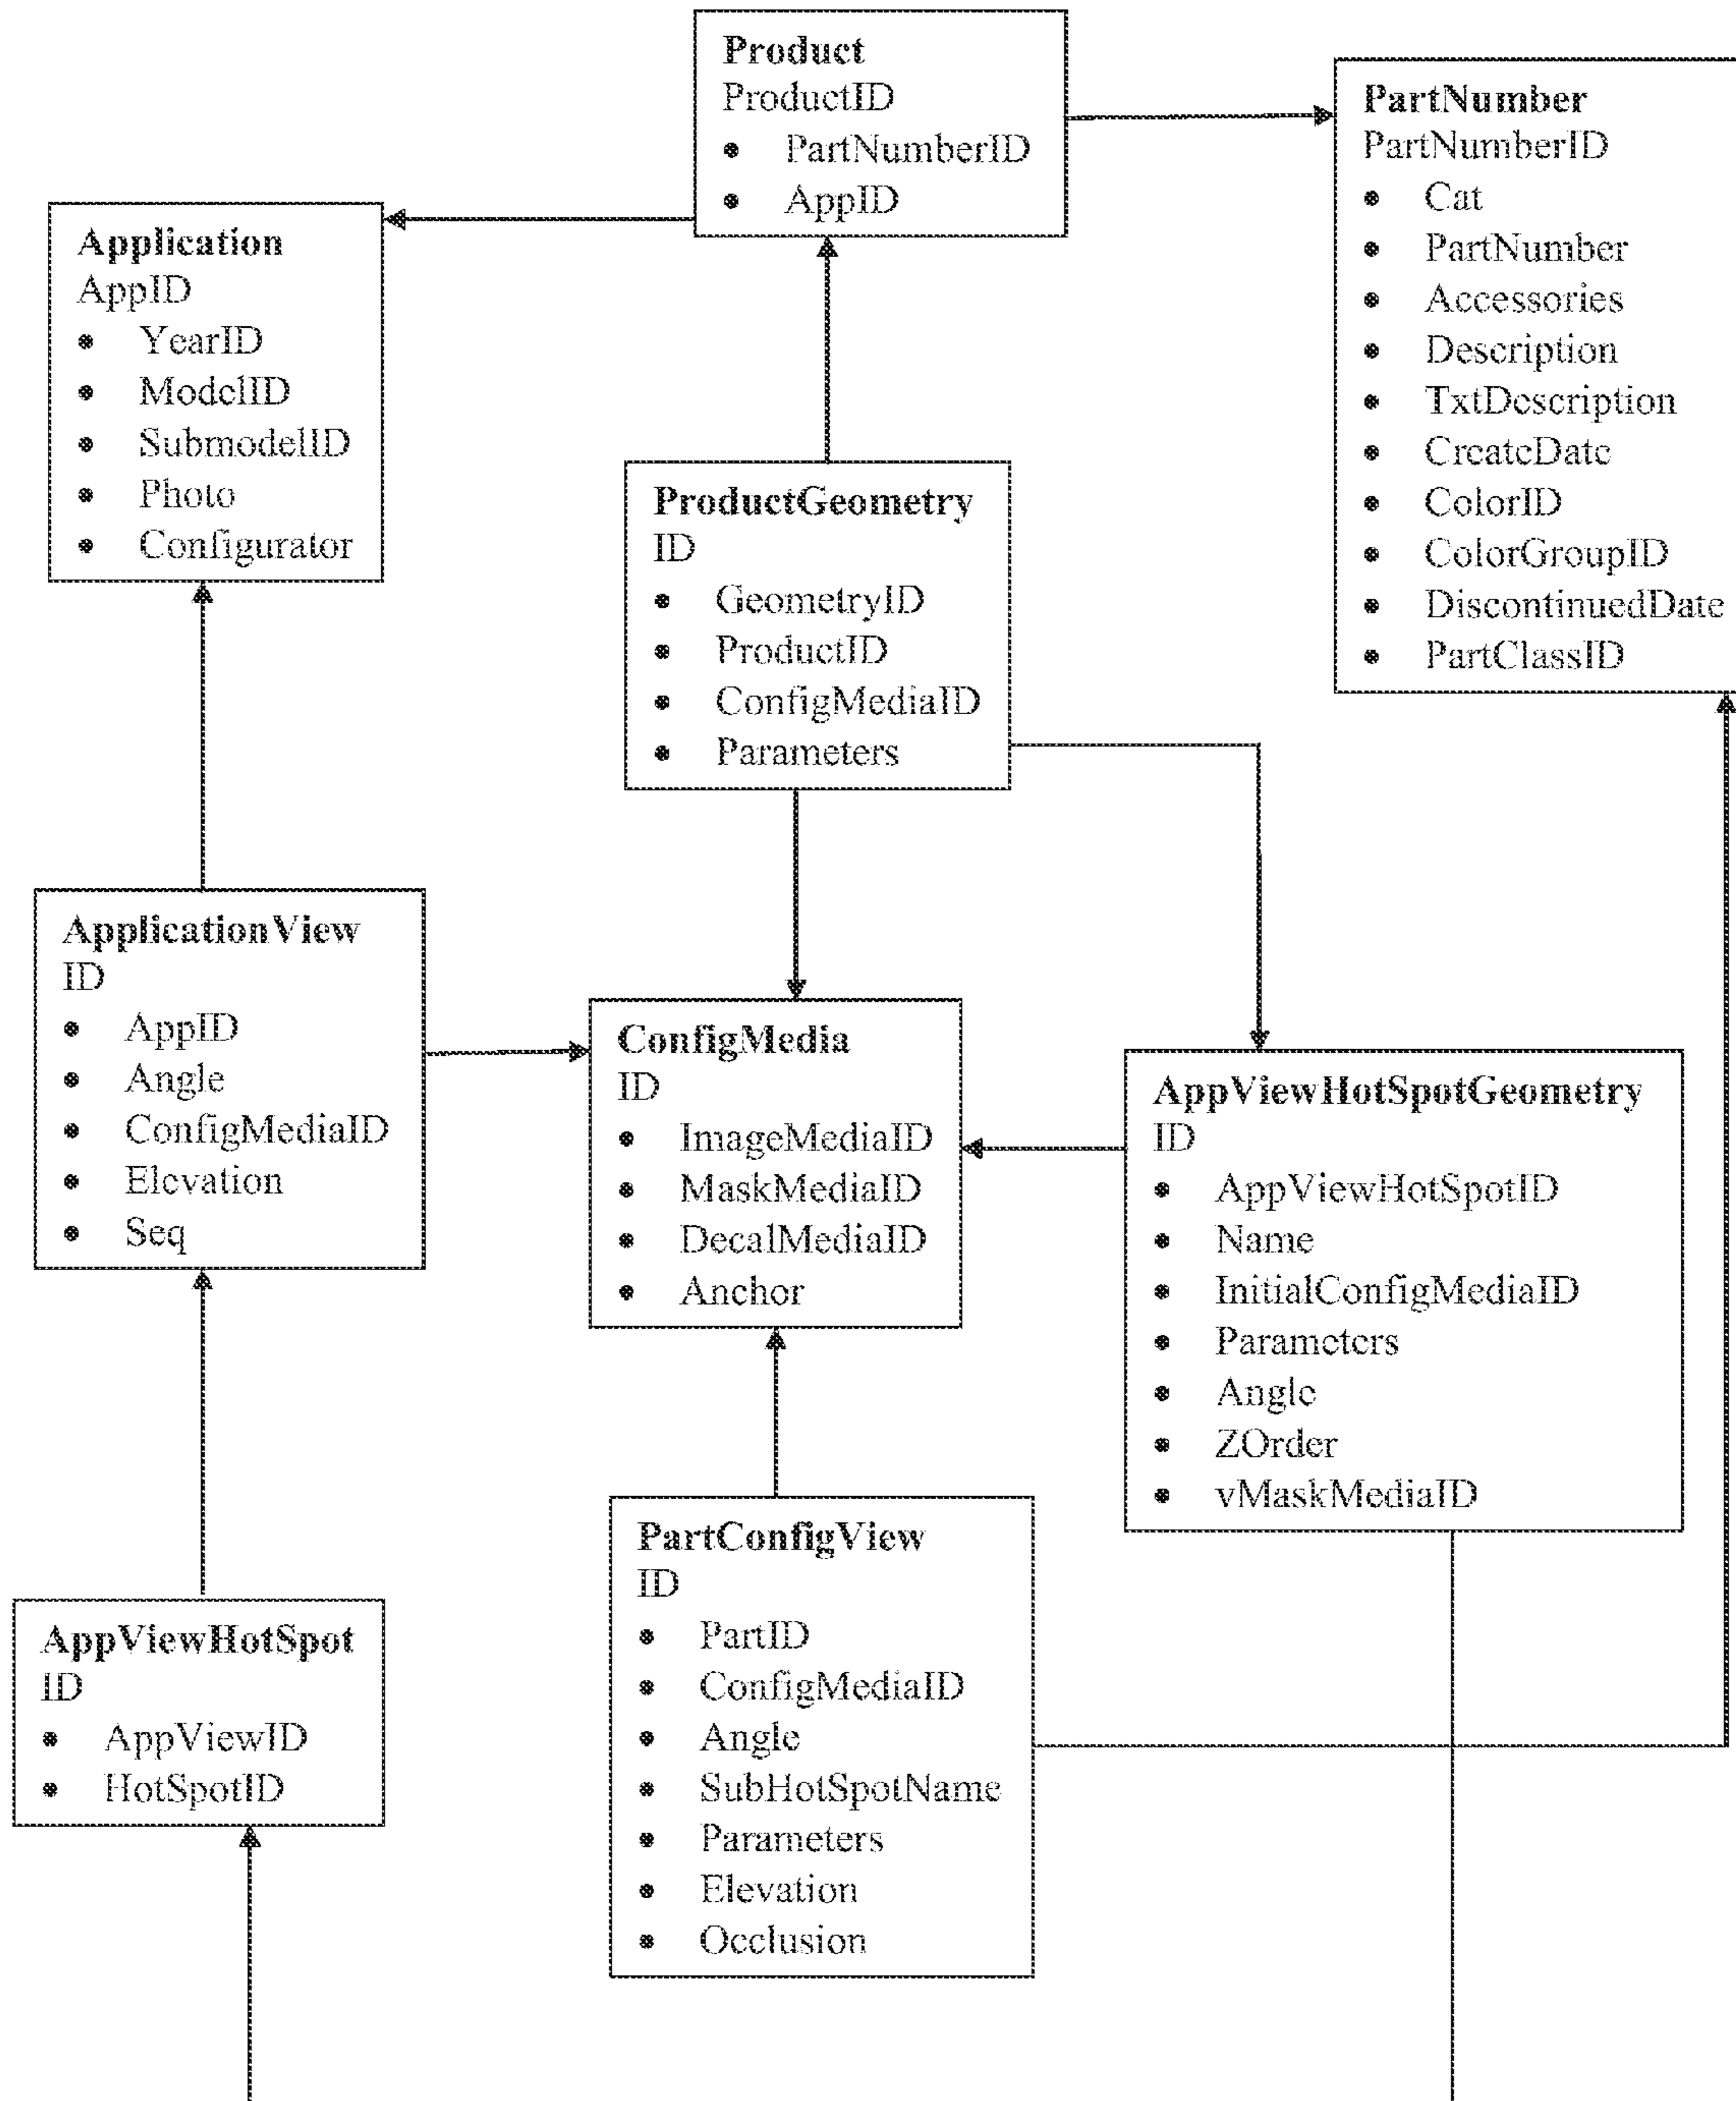 Product
ProductID
• PartNumberID
• AppID
PartNumber
PartNumberID
• Cat
• PartNumber
• Accessories
• Description
• TxtDescription
• CreateDate
• ColorID
• ColorGroupID
• DiscontinuedDate
• PartClassID
Application
AppID
• YearID
• ModelID
• SubmodelID
• Photo
• Configurator
ProductGeometry
ID
• GeometryID
• ProductID
• ConfigMediaID
• Parameters
ApplicationView
ID
• AppID
• Angle
• ConfigMediaID
• Elevation
• Seq
ConfigMedia
ID
• ImageMediaID
• MaskMediaID
• DecalMediaID
• Anchor
AppViewHotSpotGeometry
ID
• AppViewHotSpotID
• Name
• InitialConfigMediaID
• Parameters
• Angle
• ZOrder
• vMaskMediaID
PartConfigView
ID
• PartID
• ConfigMediaID
• Angle
• SubHotSpotName
• Parameters
• Elevation
• Occlusion
AppViewHotSpot
ID
• AppViewID
• HotSpotID